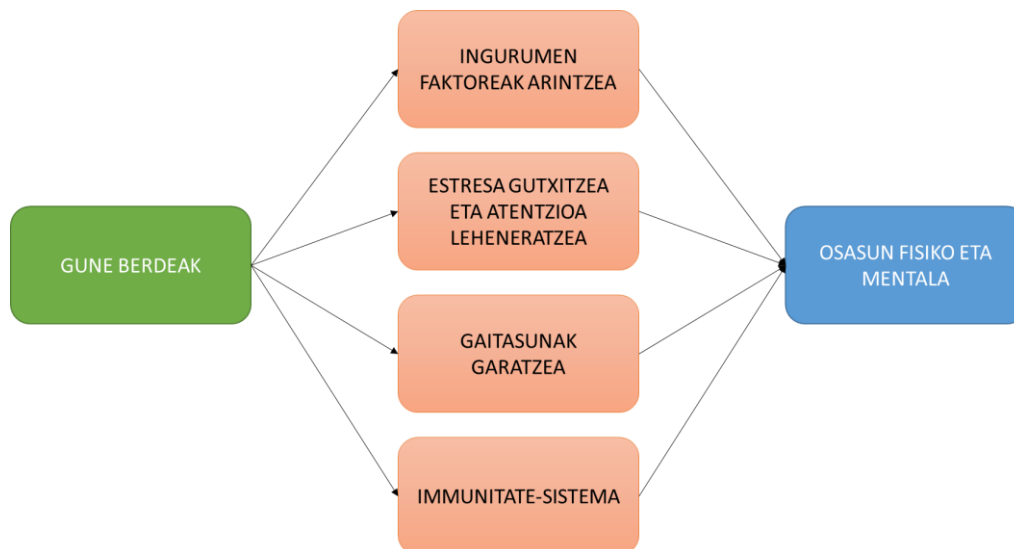 INGURUMEN
FAKTOREAK ARINTZEA
ESTRESA GUTXITZEA
ETA ATENTZIOA
LEHENERATZEA
GUNE BERDEAK
OSASUN FISIKO ETA
MENTALA
GAITASUNAK
GARATZEA
IMMUNITATE-SISTEMA